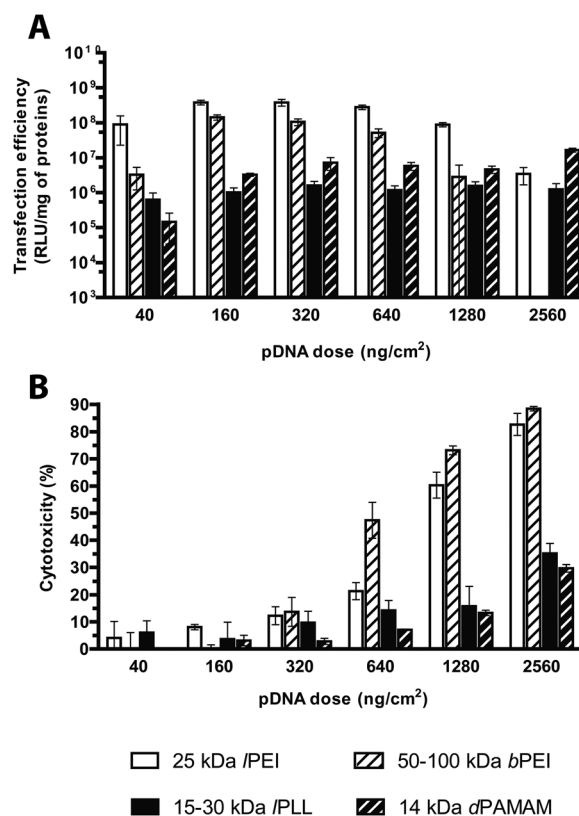 A
Transfection efficiency
(RLU/mg of proteins)
10¹⁰
10⁹
10⁸
10⁷
10⁶
10⁵
10⁴
10³
40 160 320 640 1280 2560
pDNA dose (ng/cm²)
B
Cytotoxicity (%)
90
80
70
60
50
40
30
20
10
0
40 160 320 640 1280 2560
pDNA dose (ng/cm²)
25 kDa lPEI 50-100 kDa bPEI
15-30 kDa lPLL 14 kDa dPAMAM